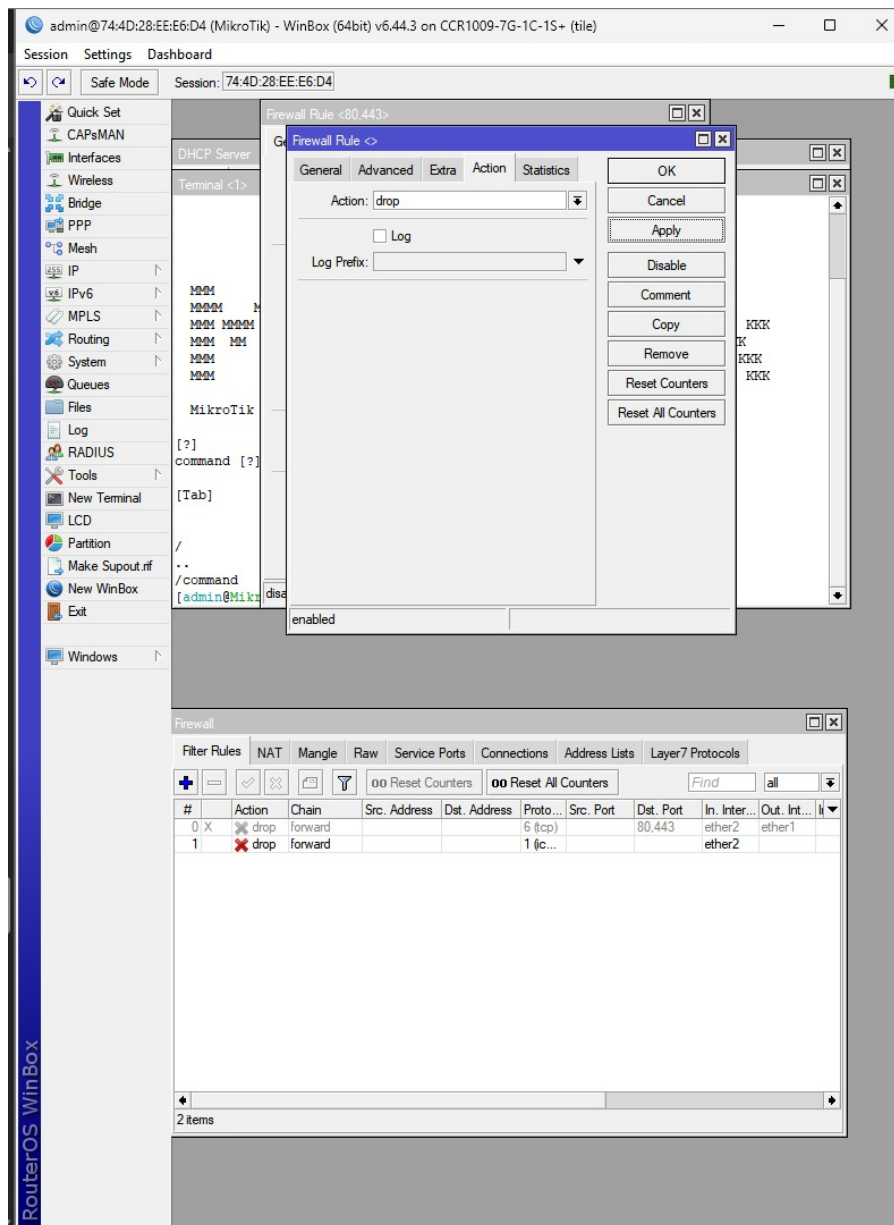 admin@74:4D:28:EE:E6:D4 (MikroTik) - WinBox (64bit) v6.44.3 on CCR1009-7G-1C-1S+ (tile)
Session Settings Dashboard
Safe Mode Session: 74:4D:28:EE:E6:D4
Quick Set
CAPsMAN
Interfaces
Wireless
Bridge
PPP
Mesh
IP
IPv6
MPLS
Routing
System
Queues
Files
Log
RADIUS
Tools
New Terminal
LCD
Partition
Make Supout.rif
New WinBox
Exit
Windows
RouterOS WinBox
Firewall Rule <80,443>
Ge
DHCP Server
Terminal <1>
MMM
MMMM M
MMM MMMM KKK
MMM MM K
MMM KKK
MMM KKK
MikroTik
[?]
command [?]
[Tab]
/
..
/command
[admin@Mikr
disa
Firewall Rule <>
General Advanced Extra Action Statistics
Action: drop
Log
Log Prefix:
OK
Cancel
Apply
Disable
Comment
Copy
Remove
Reset Counters
Reset All Counters
enabled
Firewall
Filter Rules NAT Mangle Raw Service Ports Connections Address Lists Layer7 Protocols
00 Reset Counters 00 Reset All Counters Find all
# Action Chain Src. Address Dst. Address Proto... Src. Port Dst. Port In. Inter... Out. Int...
0 X drop forward 6 (tcp) 80,443 ether2 ether1
1 drop forward 1 (ic... ether2
2 items